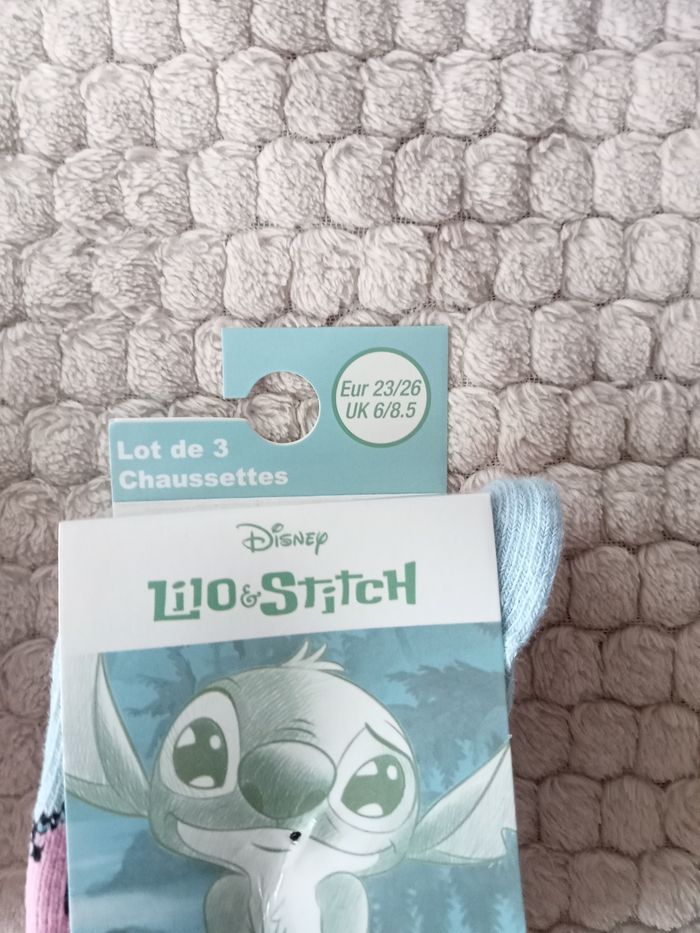 Eur 23/26
UK 6/8.5
Lot de 3
Chaussettes
Disney
Lilo & Stitch